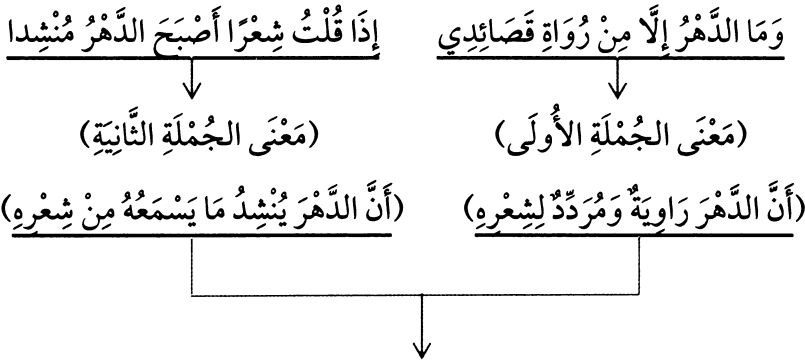 وَمَا الدَّهْرُ إِلَّا مِنْ رُوَاةِ قَصَائِدِي إِذَا قُلْتُ شِعْرًا أَصْبَحَ الدَّهْرُ مُنْشِدا
(مَعْنَى الجُمْلَةِ الأُولَى) (مَعْنَى الجُمْلَةِ الثَّانِيَةِ)
(أَنَّ الدَّهْرَ رَاوِيَةٌ وَمُرَدِّدٌ لِشِعْرِهِ) (أَنَّ الدَّهْرَ يُنْشِدُ مَا يَسْمَعُهُ مِنْ شِعْرِهِ)